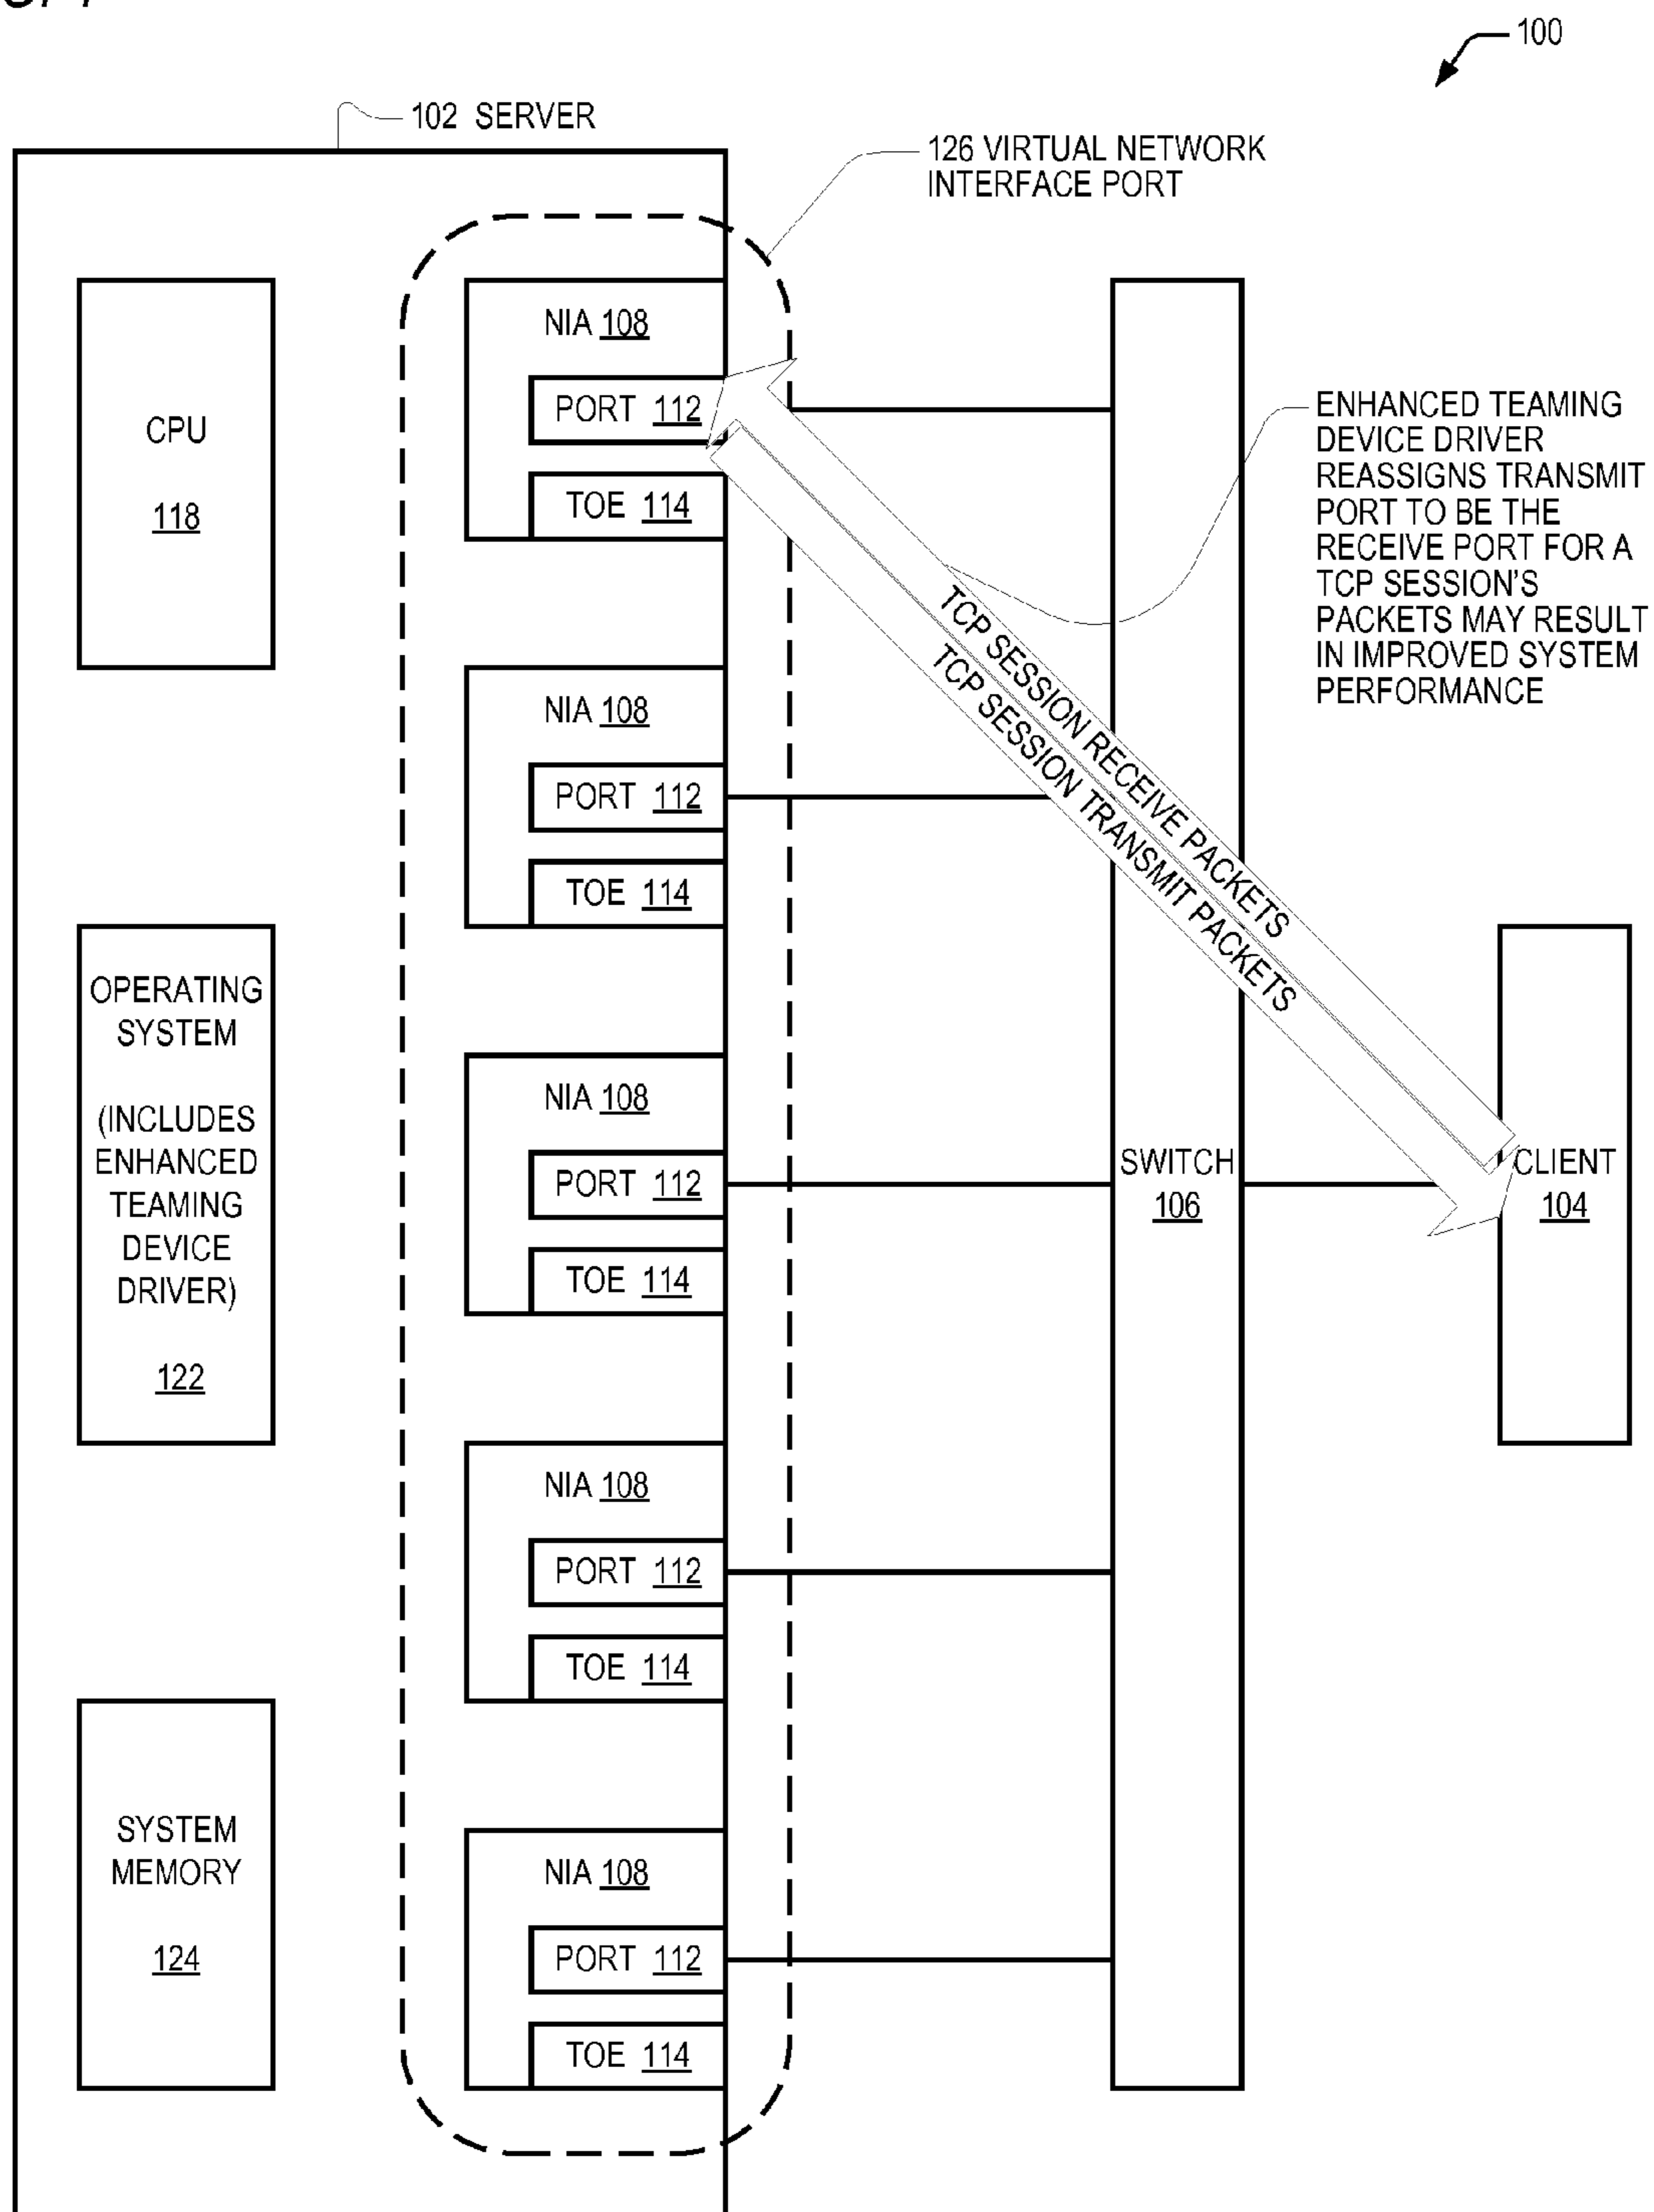 100
102 SERVER
126 VIRTUAL NETWORK
INTERFACE PORT
CPU
118
OPERATING
SYSTEM
(INCLUDES
ENHANCED
TEAMING
DEVICE
DRIVER)
122
SYSTEM
MEMORY
124
NIA 108
PORT 112
TOE 114
NIA 108
PORT 112
TOE 114
NIA 108
PORT 112
TOE 114
NIA 108
PORT 112
TOE 114
NIA 108
PORT 112
TOE 114
TCP SESSION RECEIVE PACKETS
TCP SESSION TRANSMIT PACKETS
ENHANCED TEAMING
DEVICE DRIVER
REASSIGNS TRANSMIT
PORT TO BE THE
RECEIVE PORT FOR A
TCP SESSION'S
PACKETS MAY RESULT
IN IMPROVED SYSTEM
PERFORMANCE
SWITCH
106
CLIENT
104